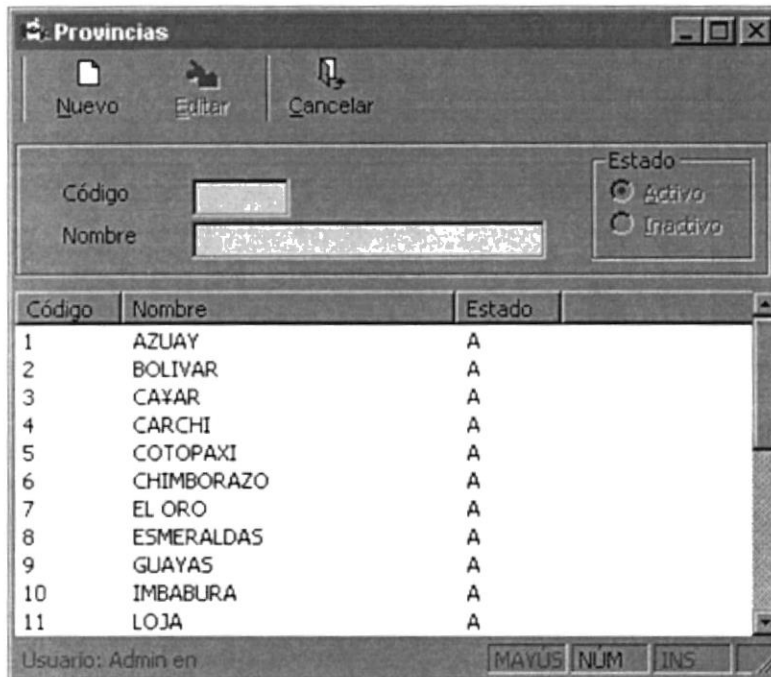 Provincias
Nuevo Editar Cancelar
Estado
Código
Activo
Nombre
Inactivo
Código Nombre Estado
1 AZUAY A
2 BOLIVAR A
3 CA¥AR A
4 CARCHI A
5 COTOPAXI A
6 CHIMBORAZO A
7 EL ORO A
8 ESMERALDAS A
9 GUAYAS A
10 IMBABURA A
11 LOJA A
Usuario: Admin en MAYÚS NÚM INS